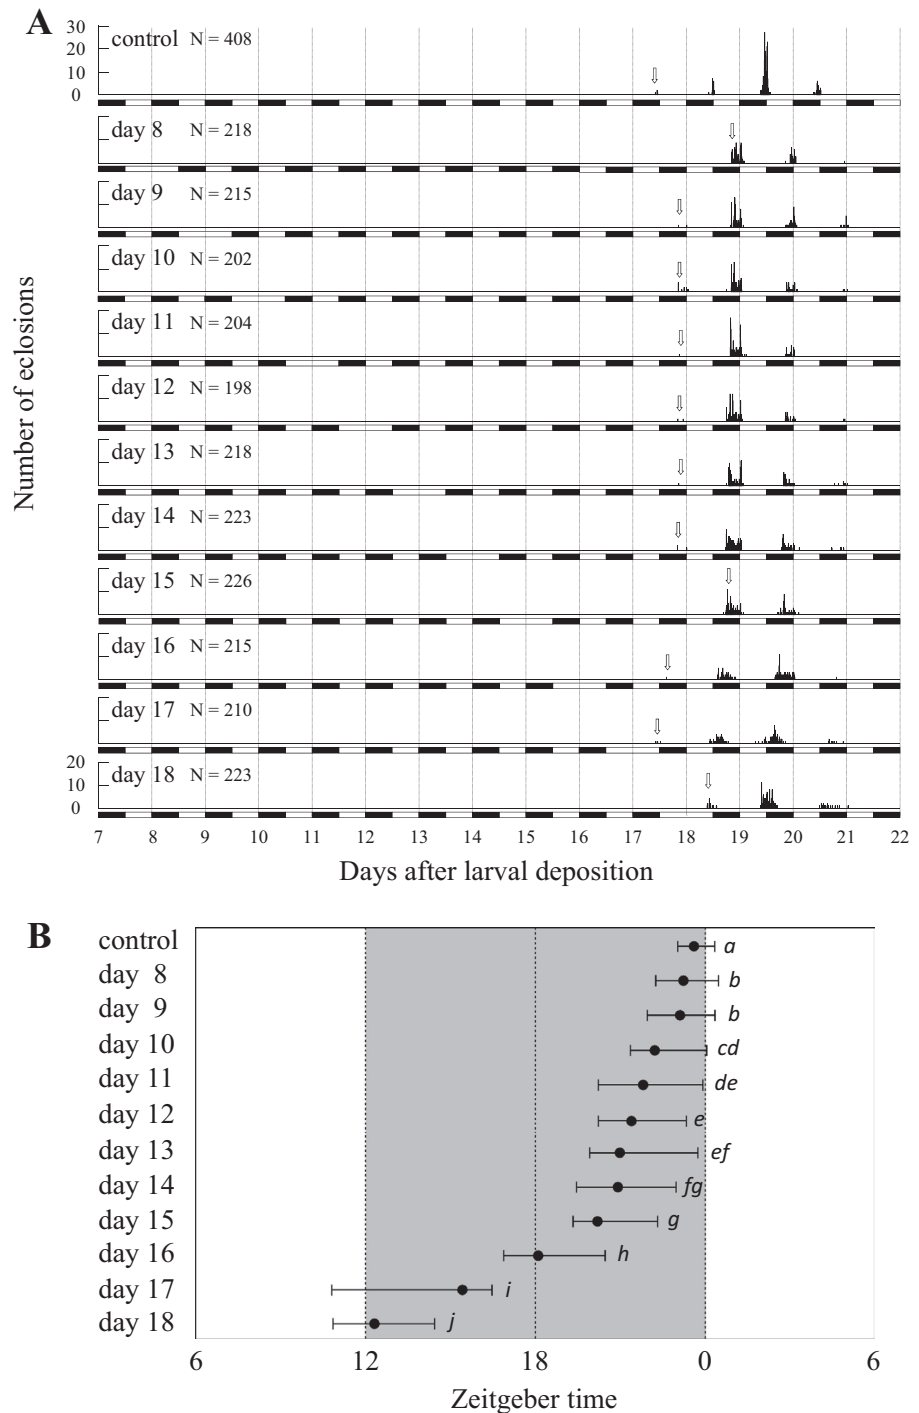 A
30
20
10
0
control N = 408
day 8 N = 218
day 9 N = 215
day 10 N = 202
day 11 N = 204
day 12 N = 198
day 13 N = 218
day 14 N = 223
day 15 N = 226
day 16 N = 215
day 17 N = 210
20
10
0
day 18 N = 223
Number of eclosions
7 8 9 10 11 12 13 14 15 16 17 18 19 20 21 22
Days after larval deposition
B
control a
day 8 b
day 9 b
day 10 cd
day 11 de
day 12 e
day 13 ef
day 14 fg
day 15 g
day 16 h
day 17 i
day 18 j
6 12 18 0 6
Zeitgeber time